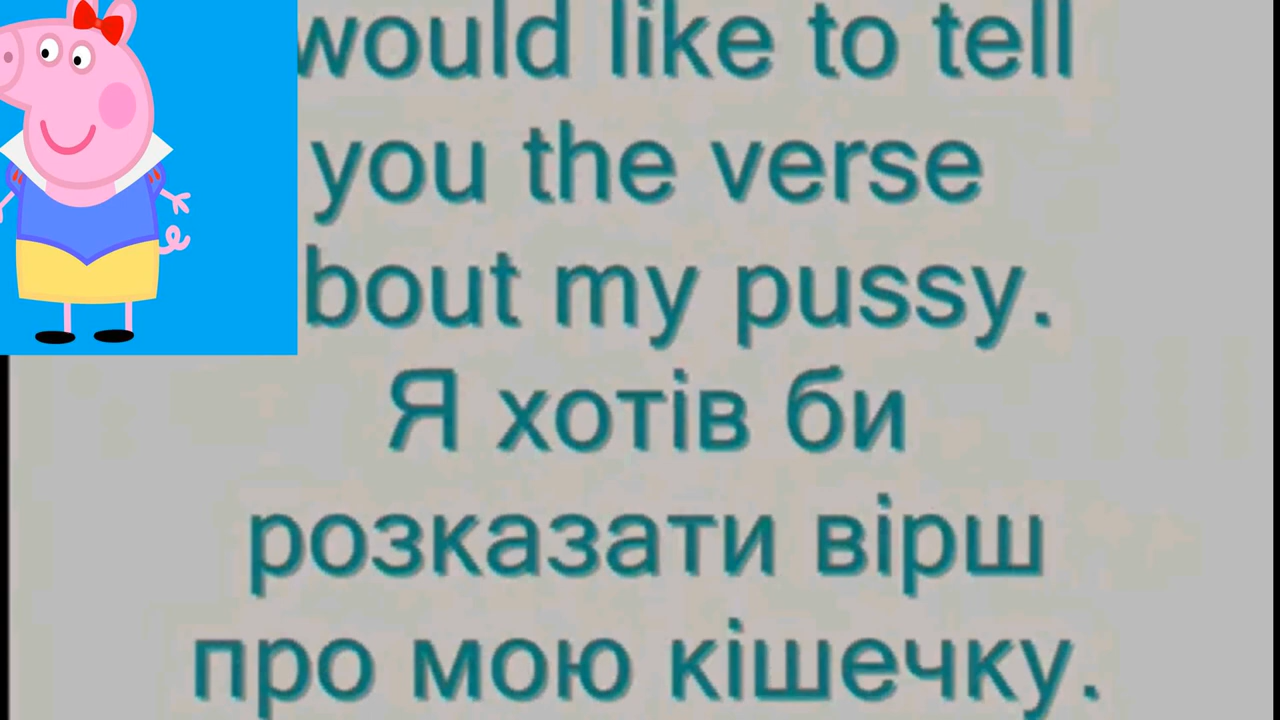 would like to tell
you the verse
bout my pussy.
Я хотів би
розказати вірш
про мою кішечку.